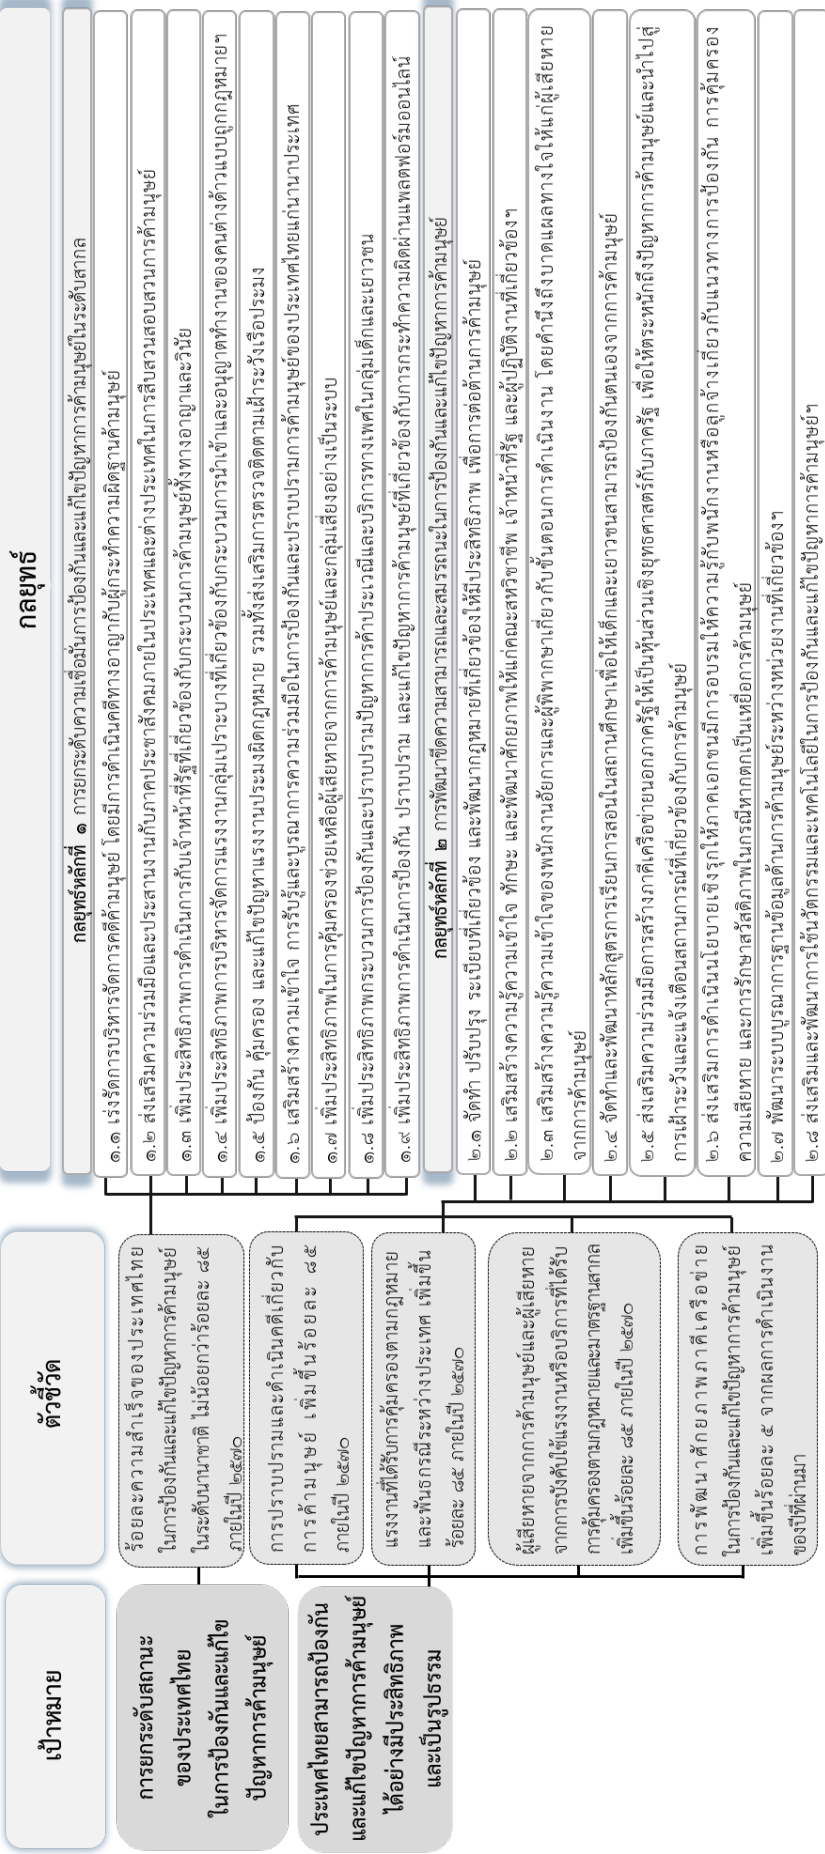 เป้าหมาย
ตัวชี้วัด
กลยุทธ์
การยกระดับสถานะ
ของประเทศไทย
ในการป้องกันและแก้ไข
ปัญหาการค้ามนุษย์
ประเทศไทยสามารถป้องกัน
และแก้ไขปัญหาการค้ามนุษย์
ได้อย่างมีประสิทธิภาพ
และเป็นรูปธรรม
ร้อยละความสำเร็จของประเทศไทย
ในการป้องกันและแก้ไขปัญหาการค้ามนุษย์
ในระดับนานาชาติ ไม่น้อยกว่าร้อยละ ๘๕
ภายในปี ๒๕๗๐
การปราบปรามและดำเนินคดีเกี่ยวกับ
การค้ามนุษย์ เพิ่มขึ้นร้อยละ ๘๕
ภายในปี ๒๕๗๐
แรงงานที่ได้รับการคุ้มครองตามกฎหมาย
และพันธกรณีระหว่างประเทศ เพิ่มขึ้น
ร้อยละ ๘๕ ภายในปี ๒๕๗๐
ผู้เสียหายจากการค้ามนุษย์และผู้เสียหาย
จากการบังคับใช้แรงงานหรือบริการที่ได้รับ
การคุ้มครองตามกฎหมายและมาตรฐานสากล
เพิ่มขึ้นร้อยละ ๘๕ ภายในปี ๒๕๗๐
การพัฒนาศักยภาพภาคีเครือข่าย
ในการป้องกันและแก้ไขปัญหาการค้ามนุษย์
เพิ่มขึ้นร้อยละ ๕ จากผลการดำเนินงาน
ของปีที่ผ่านมา
กลยุทธ์หลักที่ ๑ การยกระดับความเชื่อมั่นการป้องกันและแก้ไขปัญหาการค้ามนุษย์ในระดับสากล
๑.๑ เร่งรัดการบริหารจัดการคดีค้ามนุษย์ โดยมีการดำเนินคดีทางอาญากับผู้กระทำความผิดฐานค้ามนุษย์
๑.๒ ส่งเสริมความร่วมมือและประสานงานกับภาคประชาสังคมภายในประเทศและต่างประเทศในการสืบสวนสอบสวนการค้ามนุษย์
๑.๓ เพิ่มประสิทธิภาพการดำเนินการกับเจ้าหน้าที่รัฐที่เกี่ยวข้องกับกระบวนการค้ามนุษย์ทั้งทางอาญาและวินัย
๑.๔ เพิ่มประสิทธิภาพการบริหารจัดการแรงงานกลุ่มเปราะบางที่เกี่ยวข้องกับกระบวนการนำเข้าและอนุญาตทำงานของคนต่างด้าวแบบถูกกฎหมายฯ
๑.๕ ป้องกัน คุ้มครอง และแก้ไขปัญหาแรงงานประมงผิดกฎหมาย รวมทั้งส่งเสริมการตรวจติดตามเฝ้าระวังเรือประมง
๑.๖ เสริมสร้างความเข้าใจ การรับรู้และบูรณาการความร่วมมือในการป้องกันและปราบปรามการค้ามนุษย์ของประเทศไทยแก่นานาประเทศ
๑.๗ เพิ่มประสิทธิภาพในการคุ้มครองช่วยเหลือผู้เสียหายจากการค้ามนุษย์และกลุ่มเสี่ยงอย่างเป็นระบบ
๑.๘ เพิ่มประสิทธิภาพกระบวนการป้องกันและปราบปรามปัญหาการค้าประเวณีและบริการทางเพศในกลุ่มเด็กและเยาวชน
๑.๙ เพิ่มประสิทธิภาพการดำเนินการป้องกัน ปราบปราม และแก้ไขปัญหาการค้ามนุษย์ที่เกี่ยวข้องกับการกระทำความผิดผ่านแพลตฟอร์มออนไลน์
กลยุทธ์หลักที่ ๒ การพัฒนาขีดความสามารถและสมรรถนะในการป้องกันและแก้ไขปัญหาการค้ามนุษย์
๒.๑ จัดทำ ปรับปรุง ระเบียบที่เกี่ยวข้อง และพัฒนากฎหมายที่เกี่ยวข้องให้มีประสิทธิภาพ เพื่อการต่อต้านการค้ามนุษย์
๒.๒ เสริมสร้างความรู้ความเข้าใจ ทักษะ และพัฒนาศักยภาพให้แก่คณะสหวิชาชีพ เจ้าหน้าที่รัฐ และผู้ปฏิบัติงานที่เกี่ยวข้องฯ
๒.๓ เสริมสร้างความรู้ความเข้าใจของพนักงานอัยการและผู้พิพากษาเกี่ยวกับขั้นตอนการดำเนินงาน โดยคำนึงถึงบาดแผลทางใจให้แก่ผู้เสียหาย
จากการค้ามนุษย์
๒.๔ จัดทำและพัฒนาหลักสูตรการเรียนการสอนในสถานศึกษาเพื่อให้เด็กและเยาวชนสามารถป้องกันตนเองจากการค้ามนุษย์
๒.๕ ส่งเสริมความร่วมมือการสร้างภาคีเครือข่ายนอกภาครัฐให้เป็นหุ้นส่วนเชิงยุทธศาสตร์กับภาครัฐ เพื่อให้ตระหนักถึงปัญหาการค้ามนุษย์และนำไปสู่
การเฝ้าระวังและแจ้งเตือนสถานการณ์ที่เกี่ยวข้องกับการค้ามนุษย์
๒.๖ ส่งเสริมการดำเนินนโยบายเชิงรุกให้ภาคเอกชนมีการอบรมให้ความรู้กับพนักงานหรือลูกจ้างเกี่ยวกับแนวทางการป้องกัน การคุ้มครอง
ความเสียหาย และการรักษาสวัสดิภาพในกรณีหากตกเป็นเหยื่อการค้ามนุษย์
๒.๗ พัฒนาระบบบูรณาการฐานข้อมูลด้านการค้ามนุษย์ระหว่างหน่วยงานที่เกี่ยวข้องฯ
๒.๘ ส่งเสริมและพัฒนาการใช้นวัตกรรมและเทคโนโลยีในการป้องกันและแก้ไขปัญหาการค้ามนุษย์ฯ